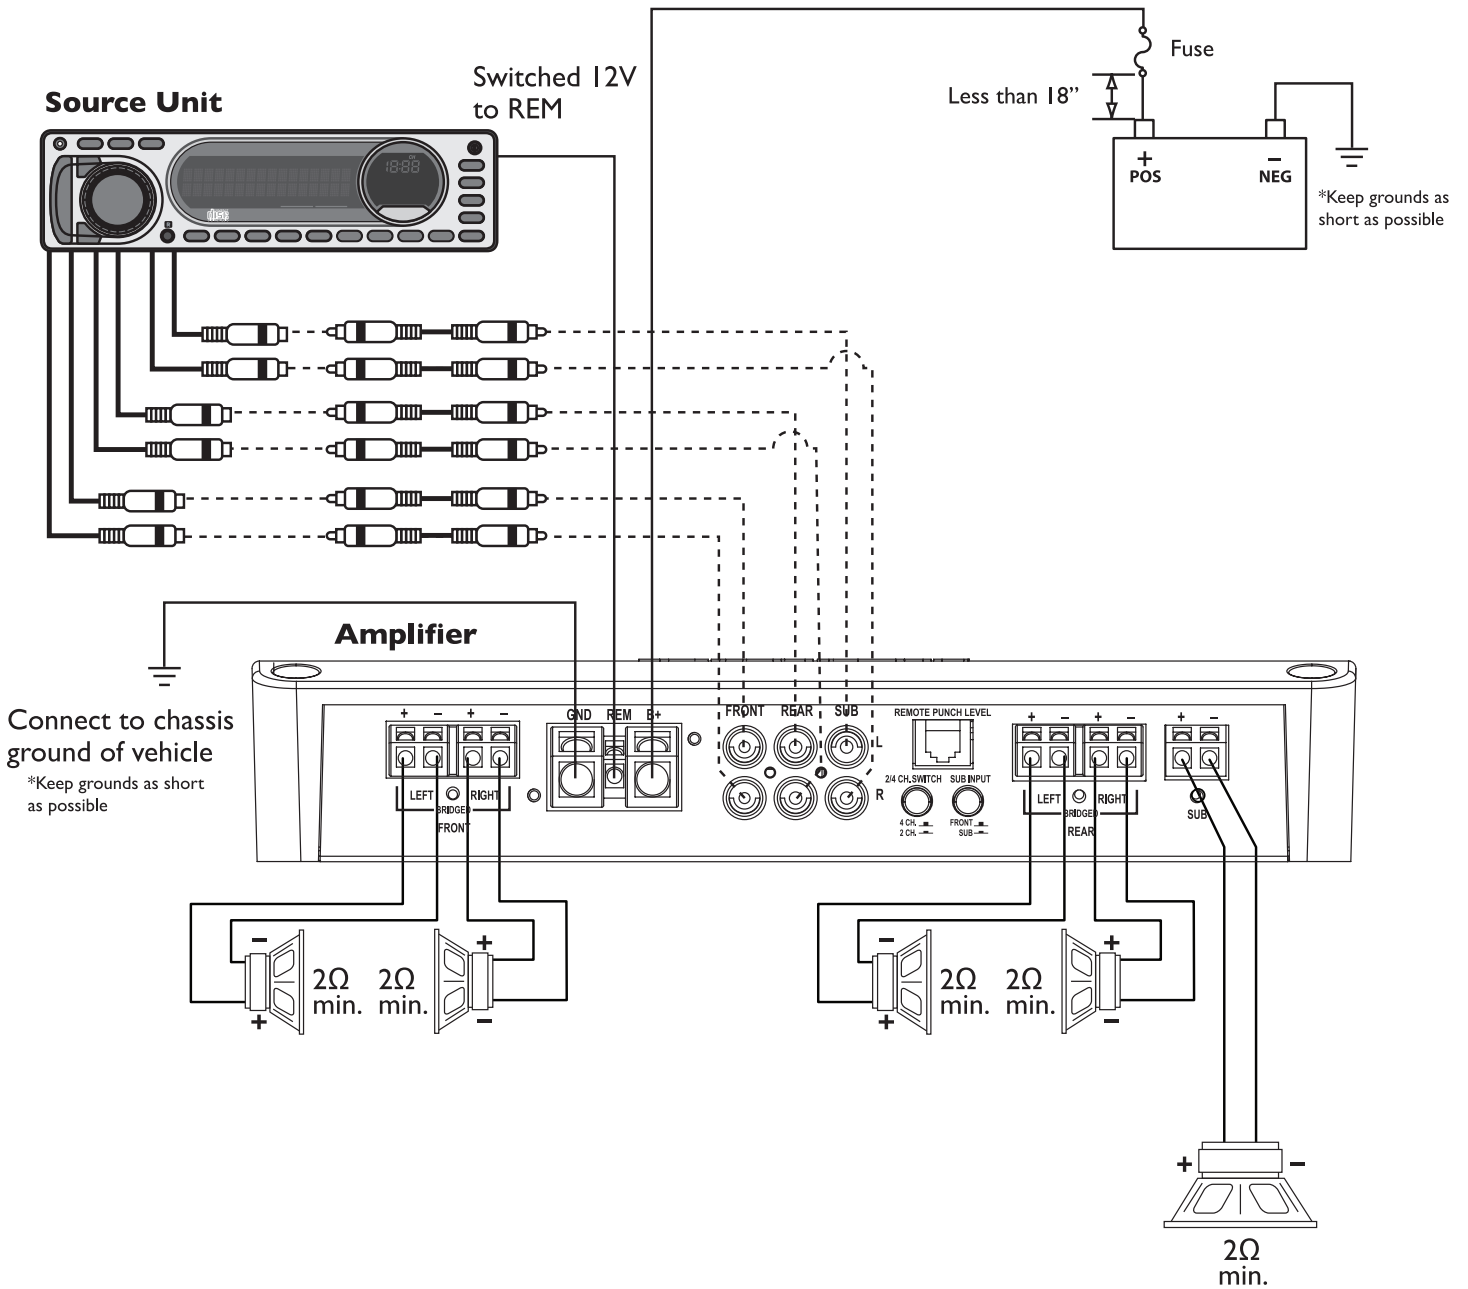 Switched 12V
to REM
Source Unit
Fuse
Less than 18”
+
POS
–
NEG
*Keep grounds as
short as possible
18:88
disc
Amplifier
Connect to chassis
ground of vehicle
*Keep grounds as short
as possible
+ – + –
LEFT RIGHT
BRIDGED
FRONT
GND REM B+
FRONT REAR SUB
L
R
REMOTE PUNCH LEVEL
2/4 CH. SWITCH SUB INPUT
4 CH.
2 CH.
FRONT
SUB
+ – + –
LEFT RIGHT
BRIDGED
REAR
+ –
SUB
–
+
2Ω
min.
2Ω
min.
+
–
–
+
2Ω
min.
2Ω
min.
+
–
+ –
2Ω
min.